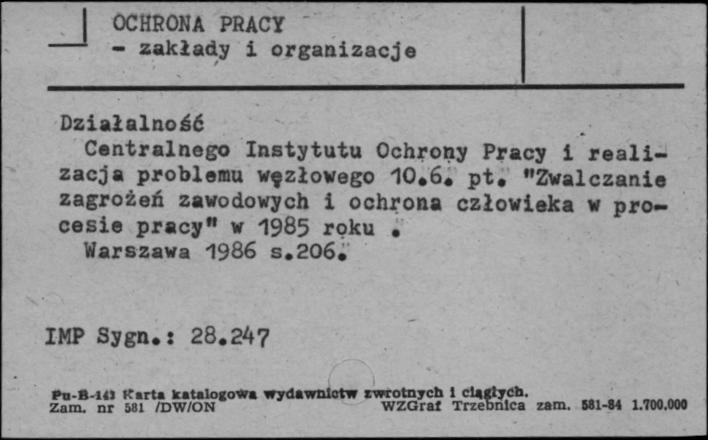 OCHRONA PRACY
- zakłady i organizacje
Działalność
Centralnego Instytutu Ochrony Pracy i reali-
zacja problemu węzłowego 10.6. pt. "Zwalczanie
zagrożeń zawodowych i ochrona człowieka w pro-
cesie pracy" w 1985 roku .
Warszawa 1986 s.206.
IMP Sygn.: 28.247
Pu-B-143 Karta katalogowa wydawnictw zwrotnych i ciągłych.
Zam. nr 581 /DW/ON WZGraf Trzebnica zam. 581-84 1.700.000